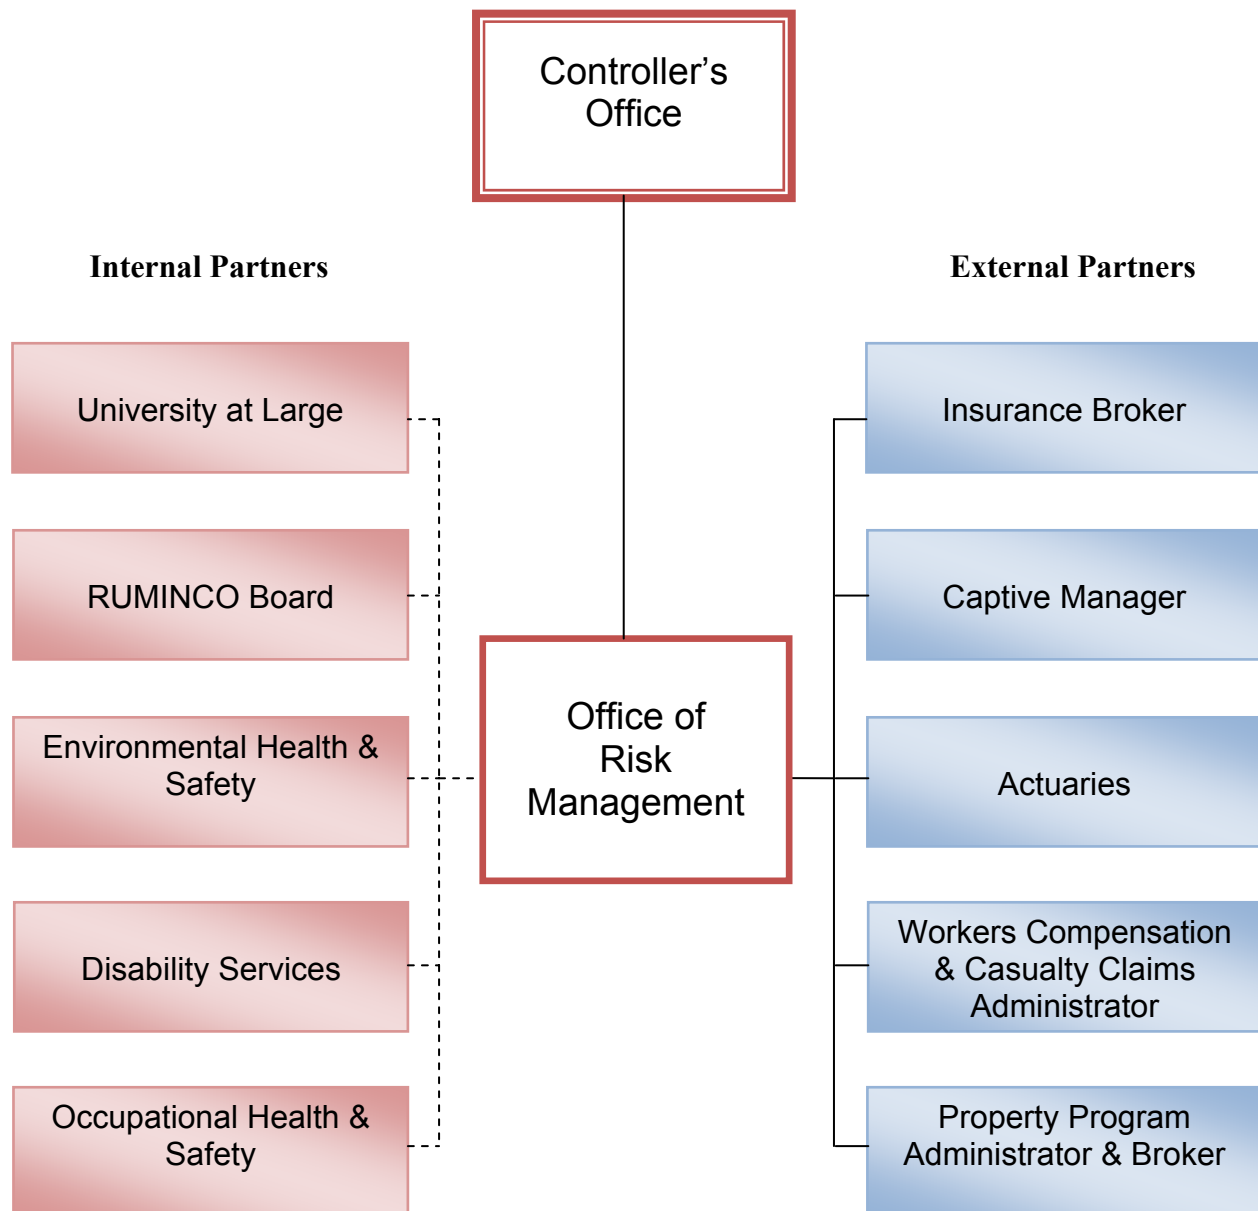 Controller’s
Office
Internal Partners
External Partners
University at Large
Insurance Broker
RUMINCO Board
Captive Manager
Environmental Health &
Safety
Office of
Risk
Management
Actuaries
Disability Services
Workers Compensation
& Casualty Claims
Administrator
Occupational Health &
Safety
Property Program
Administrator & Broker